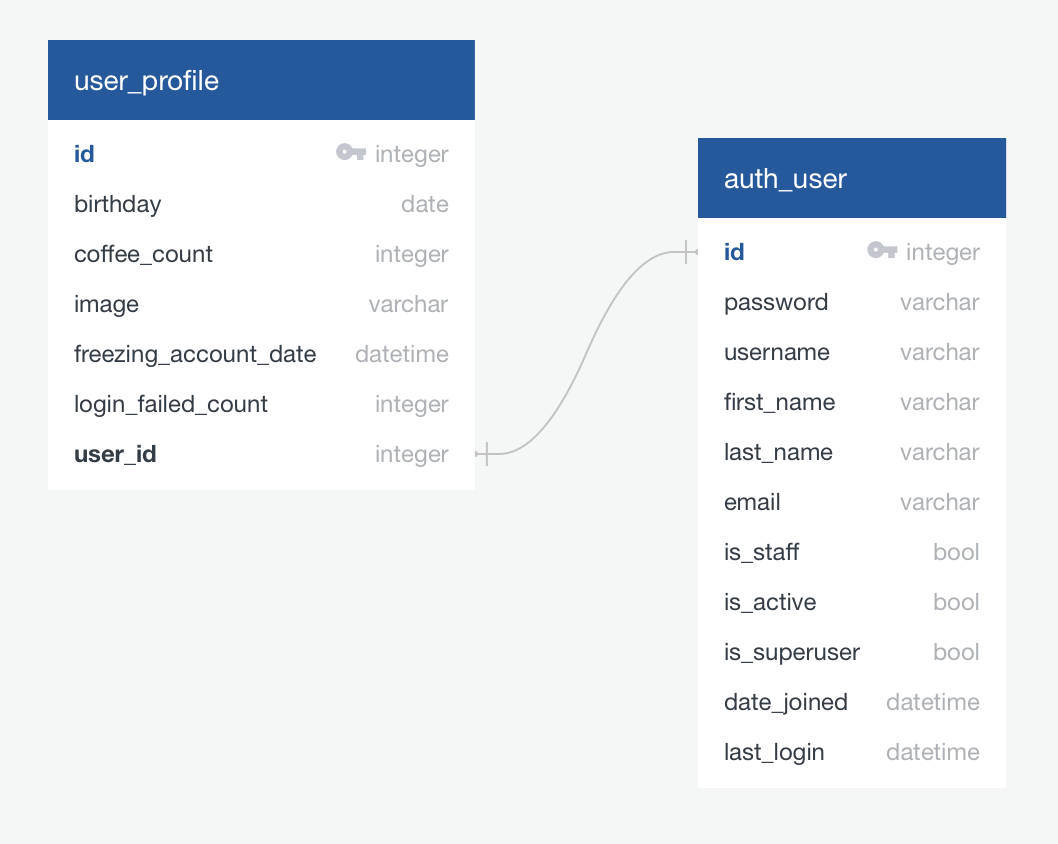 user_profile
id integer
birthday date
coffee_count integer
image varchar
freezing_account_date datetime
login_failed_count integer
user_id integer
auth_user
id integer
password varchar
username varchar
first_name varchar
last_name varchar
email varchar
is_staff bool
is_active bool
is_superuser bool
date_joined datetime
last_login datetime